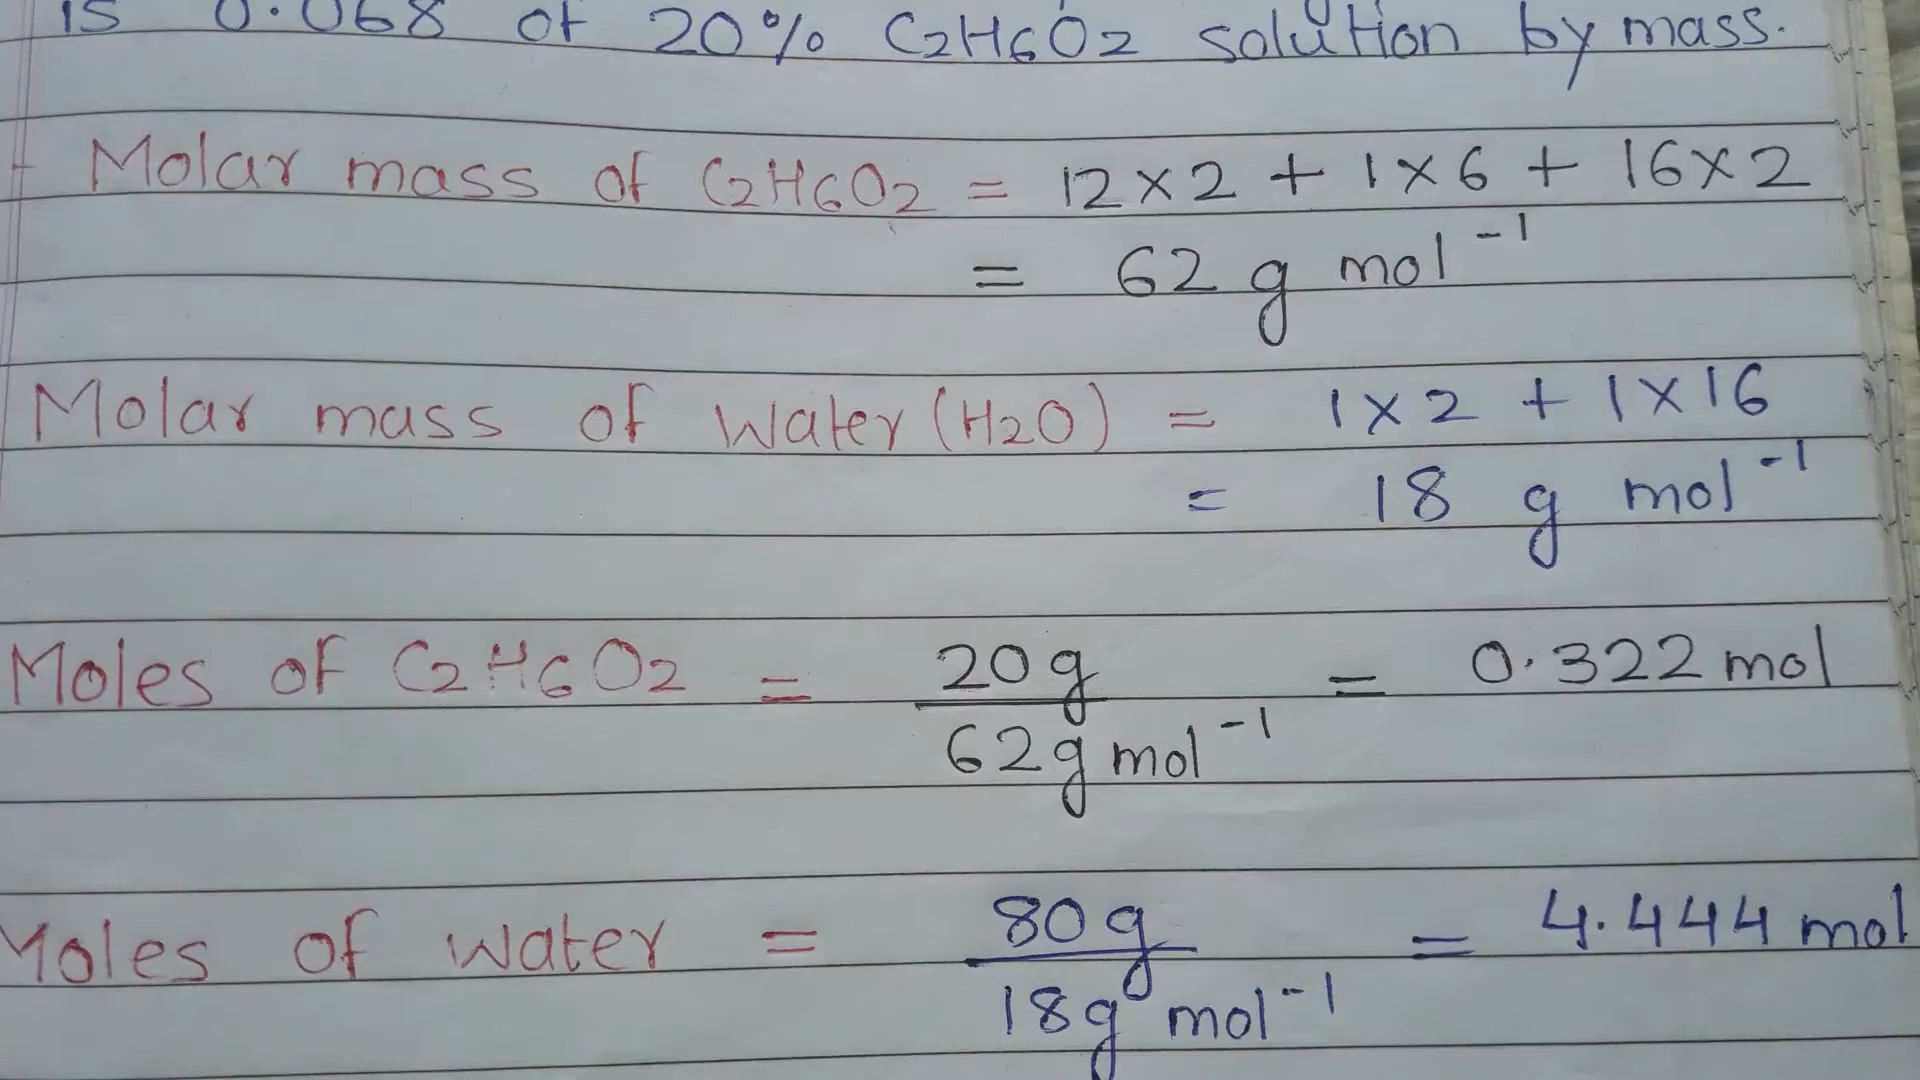 is 0.068 of 20% C2H6O2 solution by mass.
Molar mass of C2H6O2 = 12 × 2 + 1 × 6 + 16 × 2
= 62 g mol⁻¹
Molar mass of water (H2O) = 1 × 2 + 1 × 16
= 18 g mol⁻¹
Moles of C2H6O2 = 20g / 62g mol⁻¹ = 0.322 mol
Moles of water = 80g / 18g mol⁻¹ = 4.444 mol